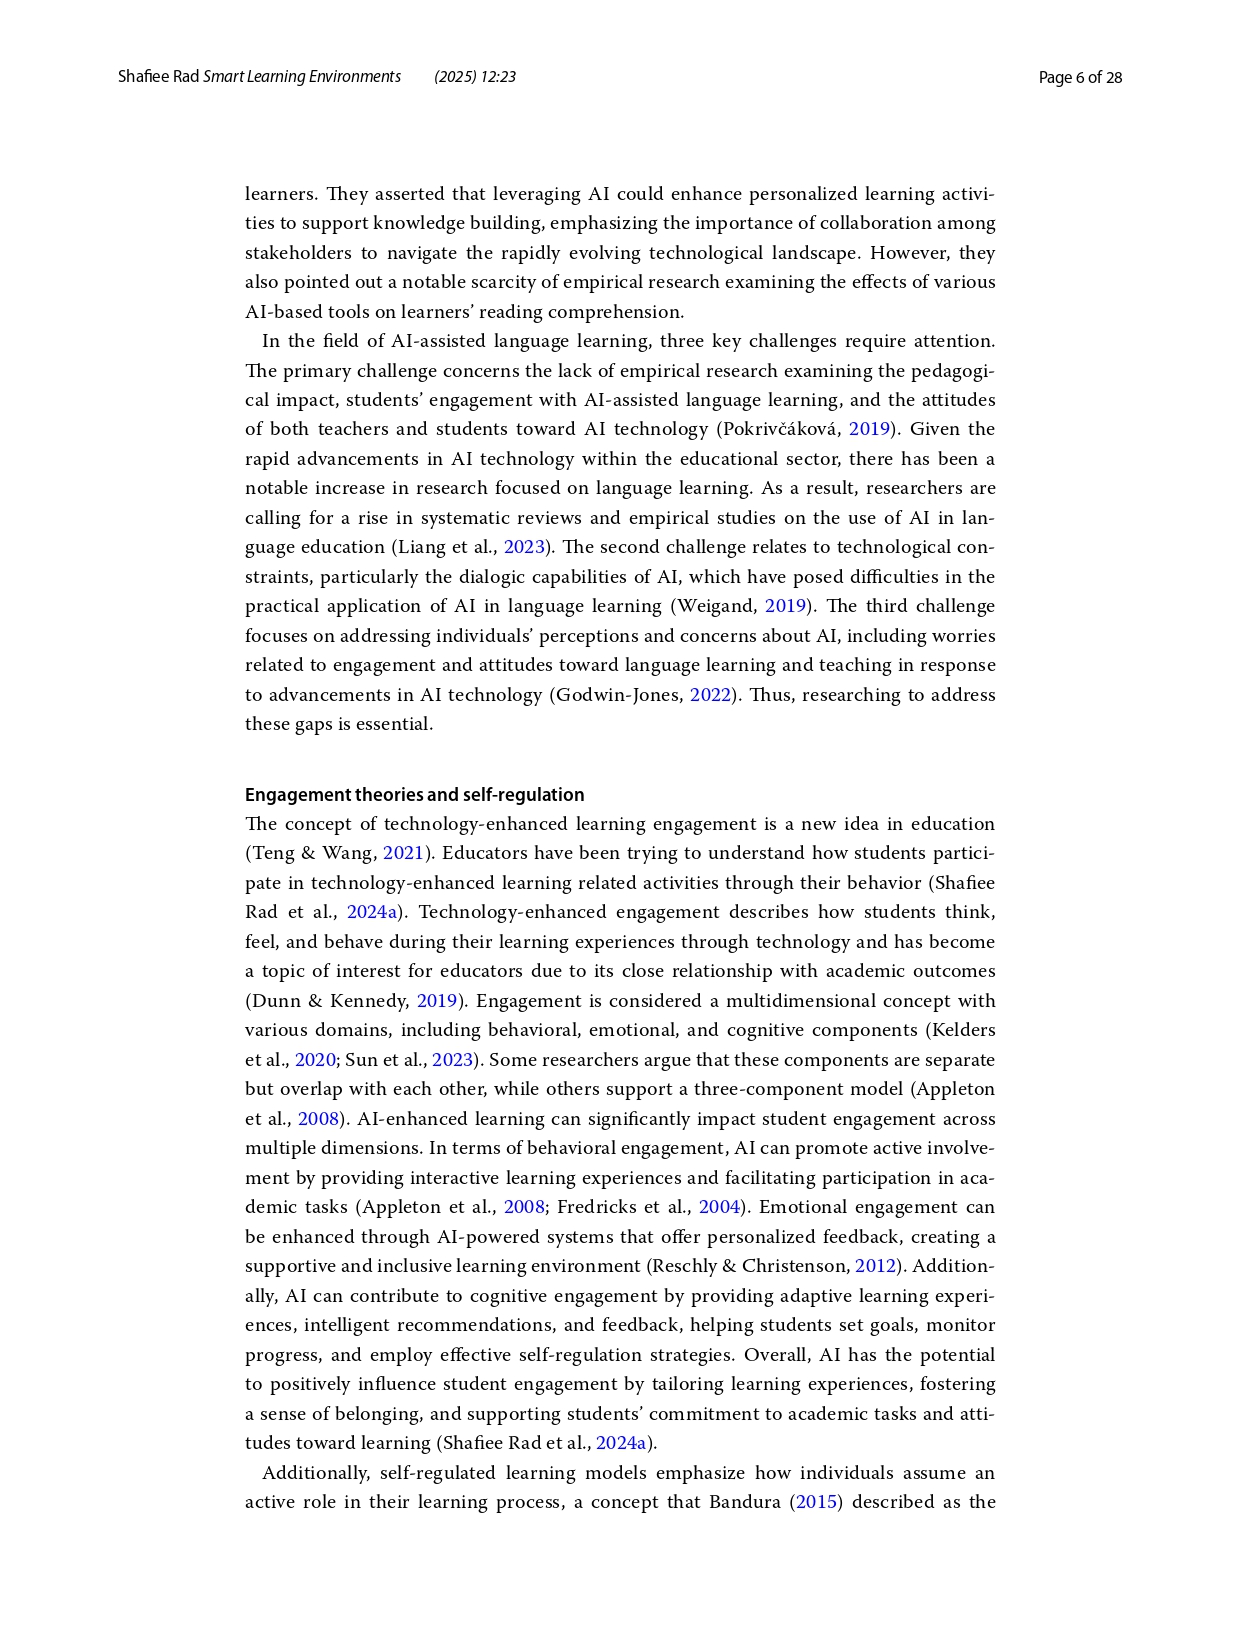 Shafiee Rad Smart Learning Environments (2025) 12:23
Page 6 of 28
learners. They asserted that leveraging AI could enhance personalized learning activi-
ties to support knowledge building, emphasizing the importance of collaboration among
stakeholders to navigate the rapidly evolving technological landscape. However, they
also pointed out a notable scarcity of empirical research examining the effects of various
AI-based tools on learners’ reading comprehension.
In the field of AI-assisted language learning, three key challenges require attention.
The primary challenge concerns the lack of empirical research examining the pedagogi-
cal impact, students’ engagement with AI-assisted language learning, and the attitudes
of both teachers and students toward AI technology (Pokrivčáková, 2019). Given the
rapid advancements in AI technology within the educational sector, there has been a
notable increase in research focused on language learning. As a result, researchers are
calling for a rise in systematic reviews and empirical studies on the use of AI in lan-
guage education (Liang et al., 2023). The second challenge relates to technological con-
straints, particularly the dialogic capabilities of AI, which have posed difficulties in the
practical application of AI in language learning (Weigand, 2019). The third challenge
focuses on addressing individuals’ perceptions and concerns about AI, including worries
related to engagement and attitudes toward language learning and teaching in response
to advancements in AI technology (Godwin-Jones, 2022). Thus, researching to address
these gaps is essential.
Engagement theories and self-regulation
The concept of technology-enhanced learning engagement is a new idea in education
(Teng & Wang, 2021). Educators have been trying to understand how students partici-
pate in technology-enhanced learning related activities through their behavior (Shafiee
Rad et al., 2024a). Technology-enhanced engagement describes how students think,
feel, and behave during their learning experiences through technology and has become
a topic of interest for educators due to its close relationship with academic outcomes
(Dunn & Kennedy, 2019). Engagement is considered a multidimensional concept with
various domains, including behavioral, emotional, and cognitive components (Kelders
et al., 2020; Sun et al., 2023). Some researchers argue that these components are separate
but overlap with each other, while others support a three-component model (Appleton
et al., 2008). AI-enhanced learning can significantly impact student engagement across
multiple dimensions. In terms of behavioral engagement, AI can promote active involve-
ment by providing interactive learning experiences and facilitating participation in aca-
demic tasks (Appleton et al., 2008; Fredricks et al., 2004). Emotional engagement can
be enhanced through AI-powered systems that offer personalized feedback, creating a
supportive and inclusive learning environment (Reschly & Christenson, 2012). Addition-
ally, AI can contribute to cognitive engagement by providing adaptive learning experi-
ences, intelligent recommendations, and feedback, helping students set goals, monitor
progress, and employ effective self-regulation strategies. Overall, AI has the potential
to positively influence student engagement by tailoring learning experiences, fostering
a sense of belonging, and supporting students’ commitment to academic tasks and atti-
tudes toward learning (Shafiee Rad et al., 2024a).
Additionally, self-regulated learning models emphasize how individuals assume an
active role in their learning process, a concept that Bandura (2015) described as the